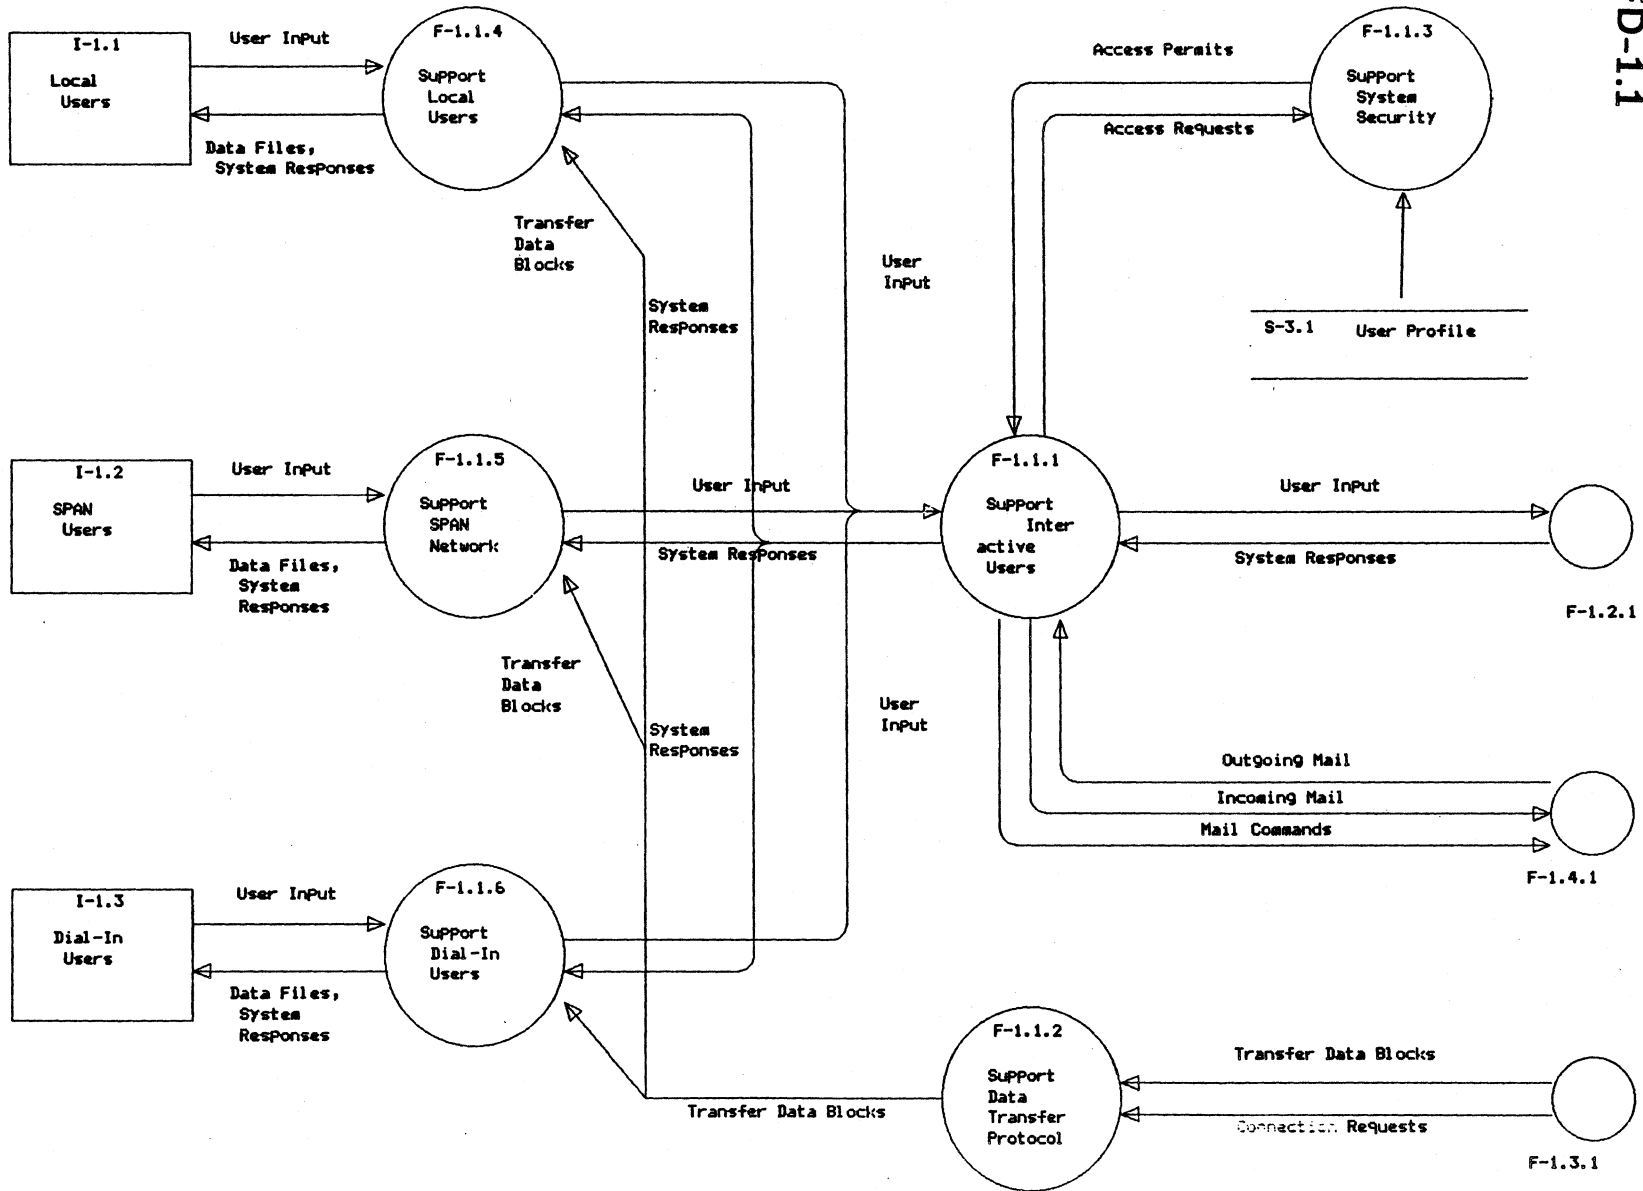 FD-1.1
I-1.1
Local
Users
User Input
Data Files,
System Responses
F-1.1.4
Support
Local
Users
Access Permits
Access Requests
F-1.1.3
Support
System
Security
Transfer
Data
Blocks
System
Responses
User
Input
S-3.1 User Profile
I-1.2
SPAN
Users
User Input
Data Files,
System
Responses
F-1.1.5
Support
SPAN
Network
User Input
System Responses
F-1.1.1
Support
Inter
active
Users
User Input
System Responses
F-1.2.1
Transfer
Data
Blocks
System
Responses
User
Input
Outgoing Mail
Incoming Mail
Mail Commands
F-1.4.1
I-1.3
Dial-In
Users
User Input
Data Files,
System
Responses
F-1.1.6
Support
Dial-In
Users
Transfer Data Blocks
F-1.1.2
Support
Data
Transfer
Protocol
Transfer Data Blocks
Connection Requests
F-1.3.1